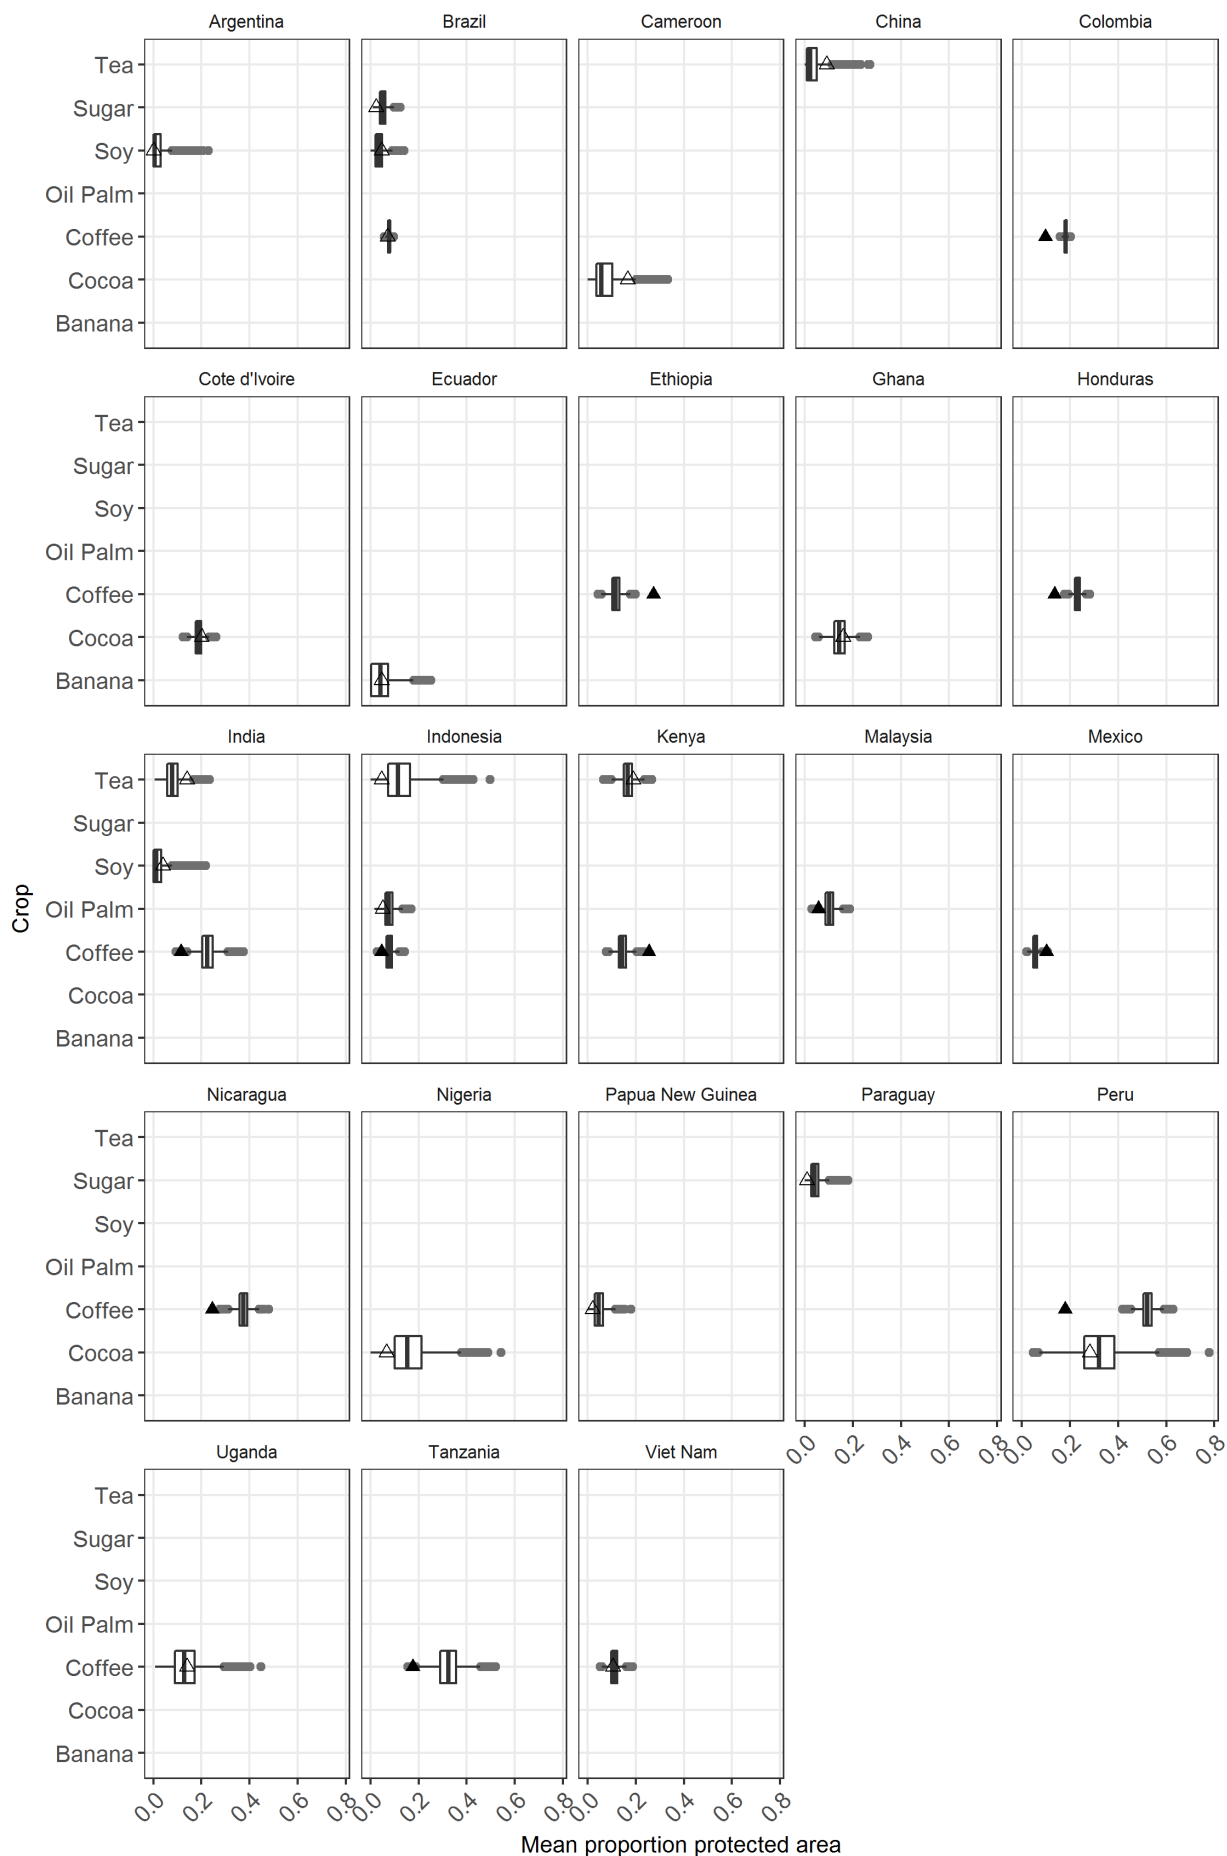 Argentina Brazil Cameroon China Colombia
Tea
Sugar
Soy
Oil Palm
Coffee
Cocoa
Banana
Cote d'Ivoire Ecuador Ethiopia Ghana Honduras
Tea
Sugar
Soy
Oil Palm
Coffee
Cocoa
Banana
India Indonesia Kenya Malaysia Mexico
Tea
Sugar
Soy
Oil Palm
Coffee
Cocoa
Banana
Crop
Nicaragua Nigeria Papua New Guinea Paraguay Peru
Tea
Sugar
Soy
Oil Palm
Coffee
Cocoa
Banana
0.0 0.2 0.4 0.6 0.8 0.0 0.2 0.4 0.6 0.8
Uganda Tanzania Viet Nam
Tea
Sugar
Soy
Oil Palm
Coffee
Cocoa
Banana
0.0 0.2 0.4 0.6 0.8 0.0 0.2 0.4 0.6 0.8 0.0 0.2 0.4 0.6 0.8
Mean proportion protected area